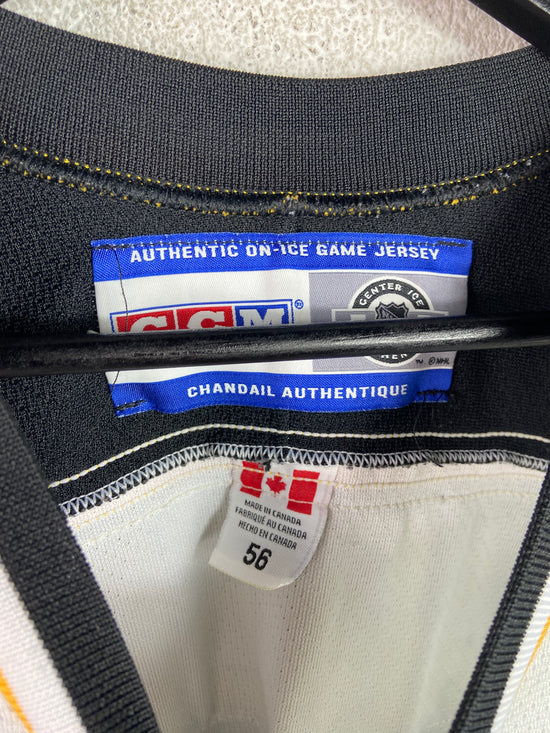 AUTHENTIC ON-ICE GAME JERSEY
CCM ®
CENTER ICE
™ © NHL
CHANDAIL AUTHENTIQUE
MADE IN CANADA
FABRIQUÉ AU CANADA
HECHO EN CANADA
56